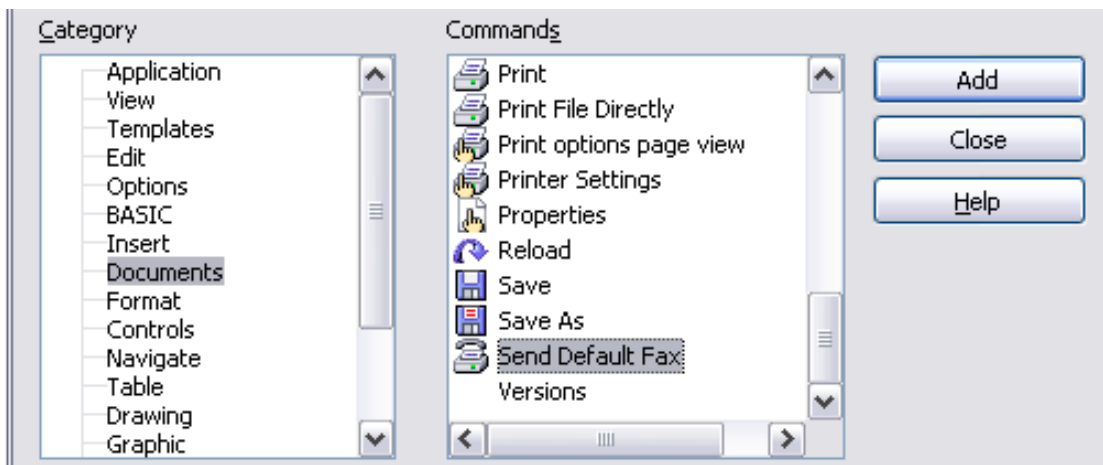 Category
Application
View
Templates
Edit
Options
BASIC
Insert
Documents
Format
Controls
Navigate
Table
Drawing
Graphic
Commands
Print
Print File Directly
Print options page view
Printer Settings
Properties
Reload
Save
Save As
Send Default Fax
Versions
Add
Close
Help